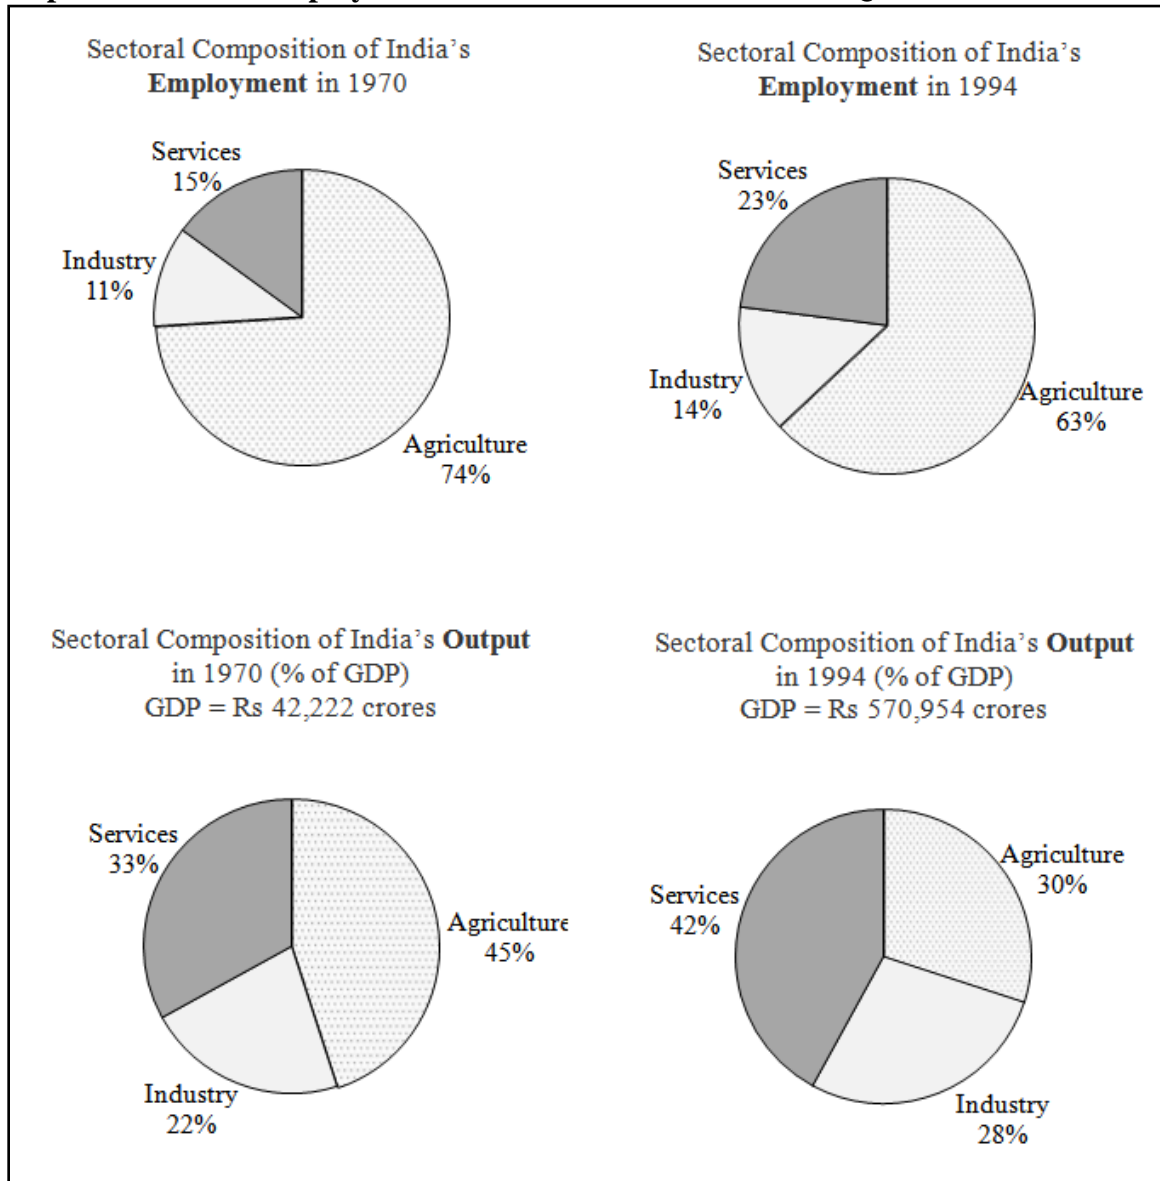 Sectoral Composition of India's
Employment in 1970
Services
15%
Industry
11%
Agriculture
74%
Sectoral Composition of India's
Employment in 1994
Services
23%
Industry
14%
Agriculture
63%
Sectoral Composition of India's Output
in 1970 (% of GDP)
GDP = Rs 42,222 crores
Services
33%
Agriculture
45%
Industry
22%
Sectoral Composition of India's Output
in 1994 (% of GDP)
GDP = Rs 570,954 crores
Agriculture
30%
Services
42%
Industry
28%